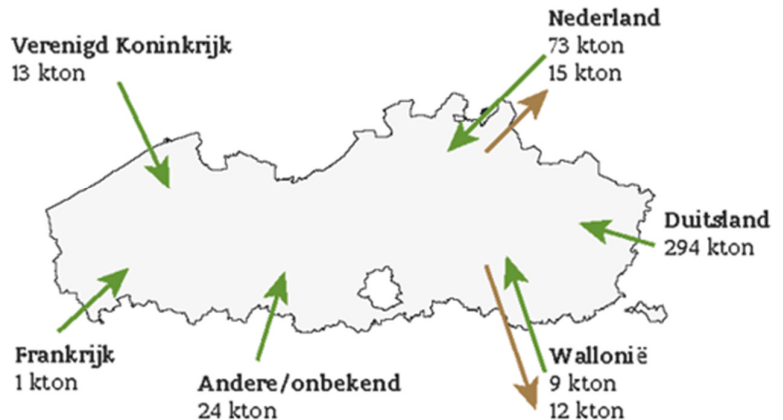 Nederland
73 kton
15 kton
Verenigd Koninkrijk
13 kton
Duitsland
294 kton
Frankrijk
1 kton
Andere/onbekend
24 kton
Wallonië
9 kton
12 kton